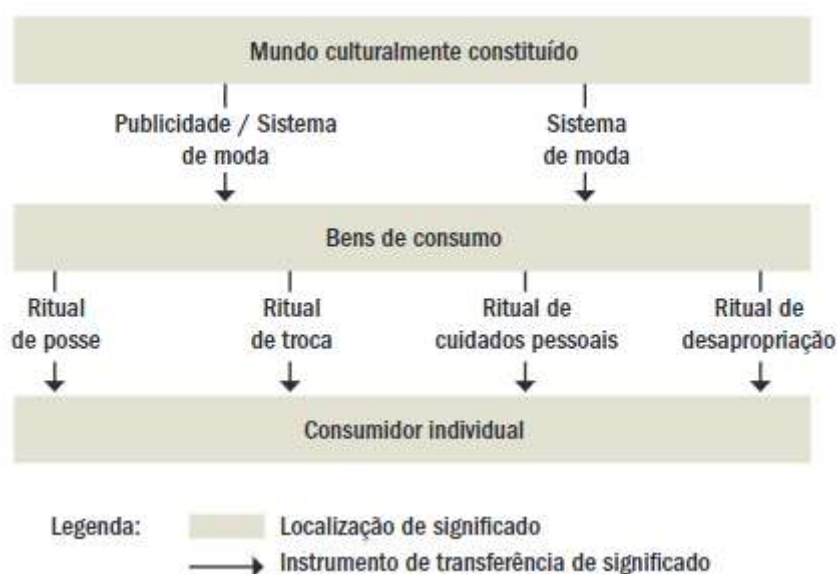 Mundo culturalmente constituído
Publicidade / Sistema
de moda
Sistema
de moda
Bens de consumo
Ritual
de posse
Ritual
de troca
Ritual de
cuidados pessoais
Ritual de
desapropriação
Consumidor individual
Legenda:
Localização de significado
Instrumento de transferência de significado